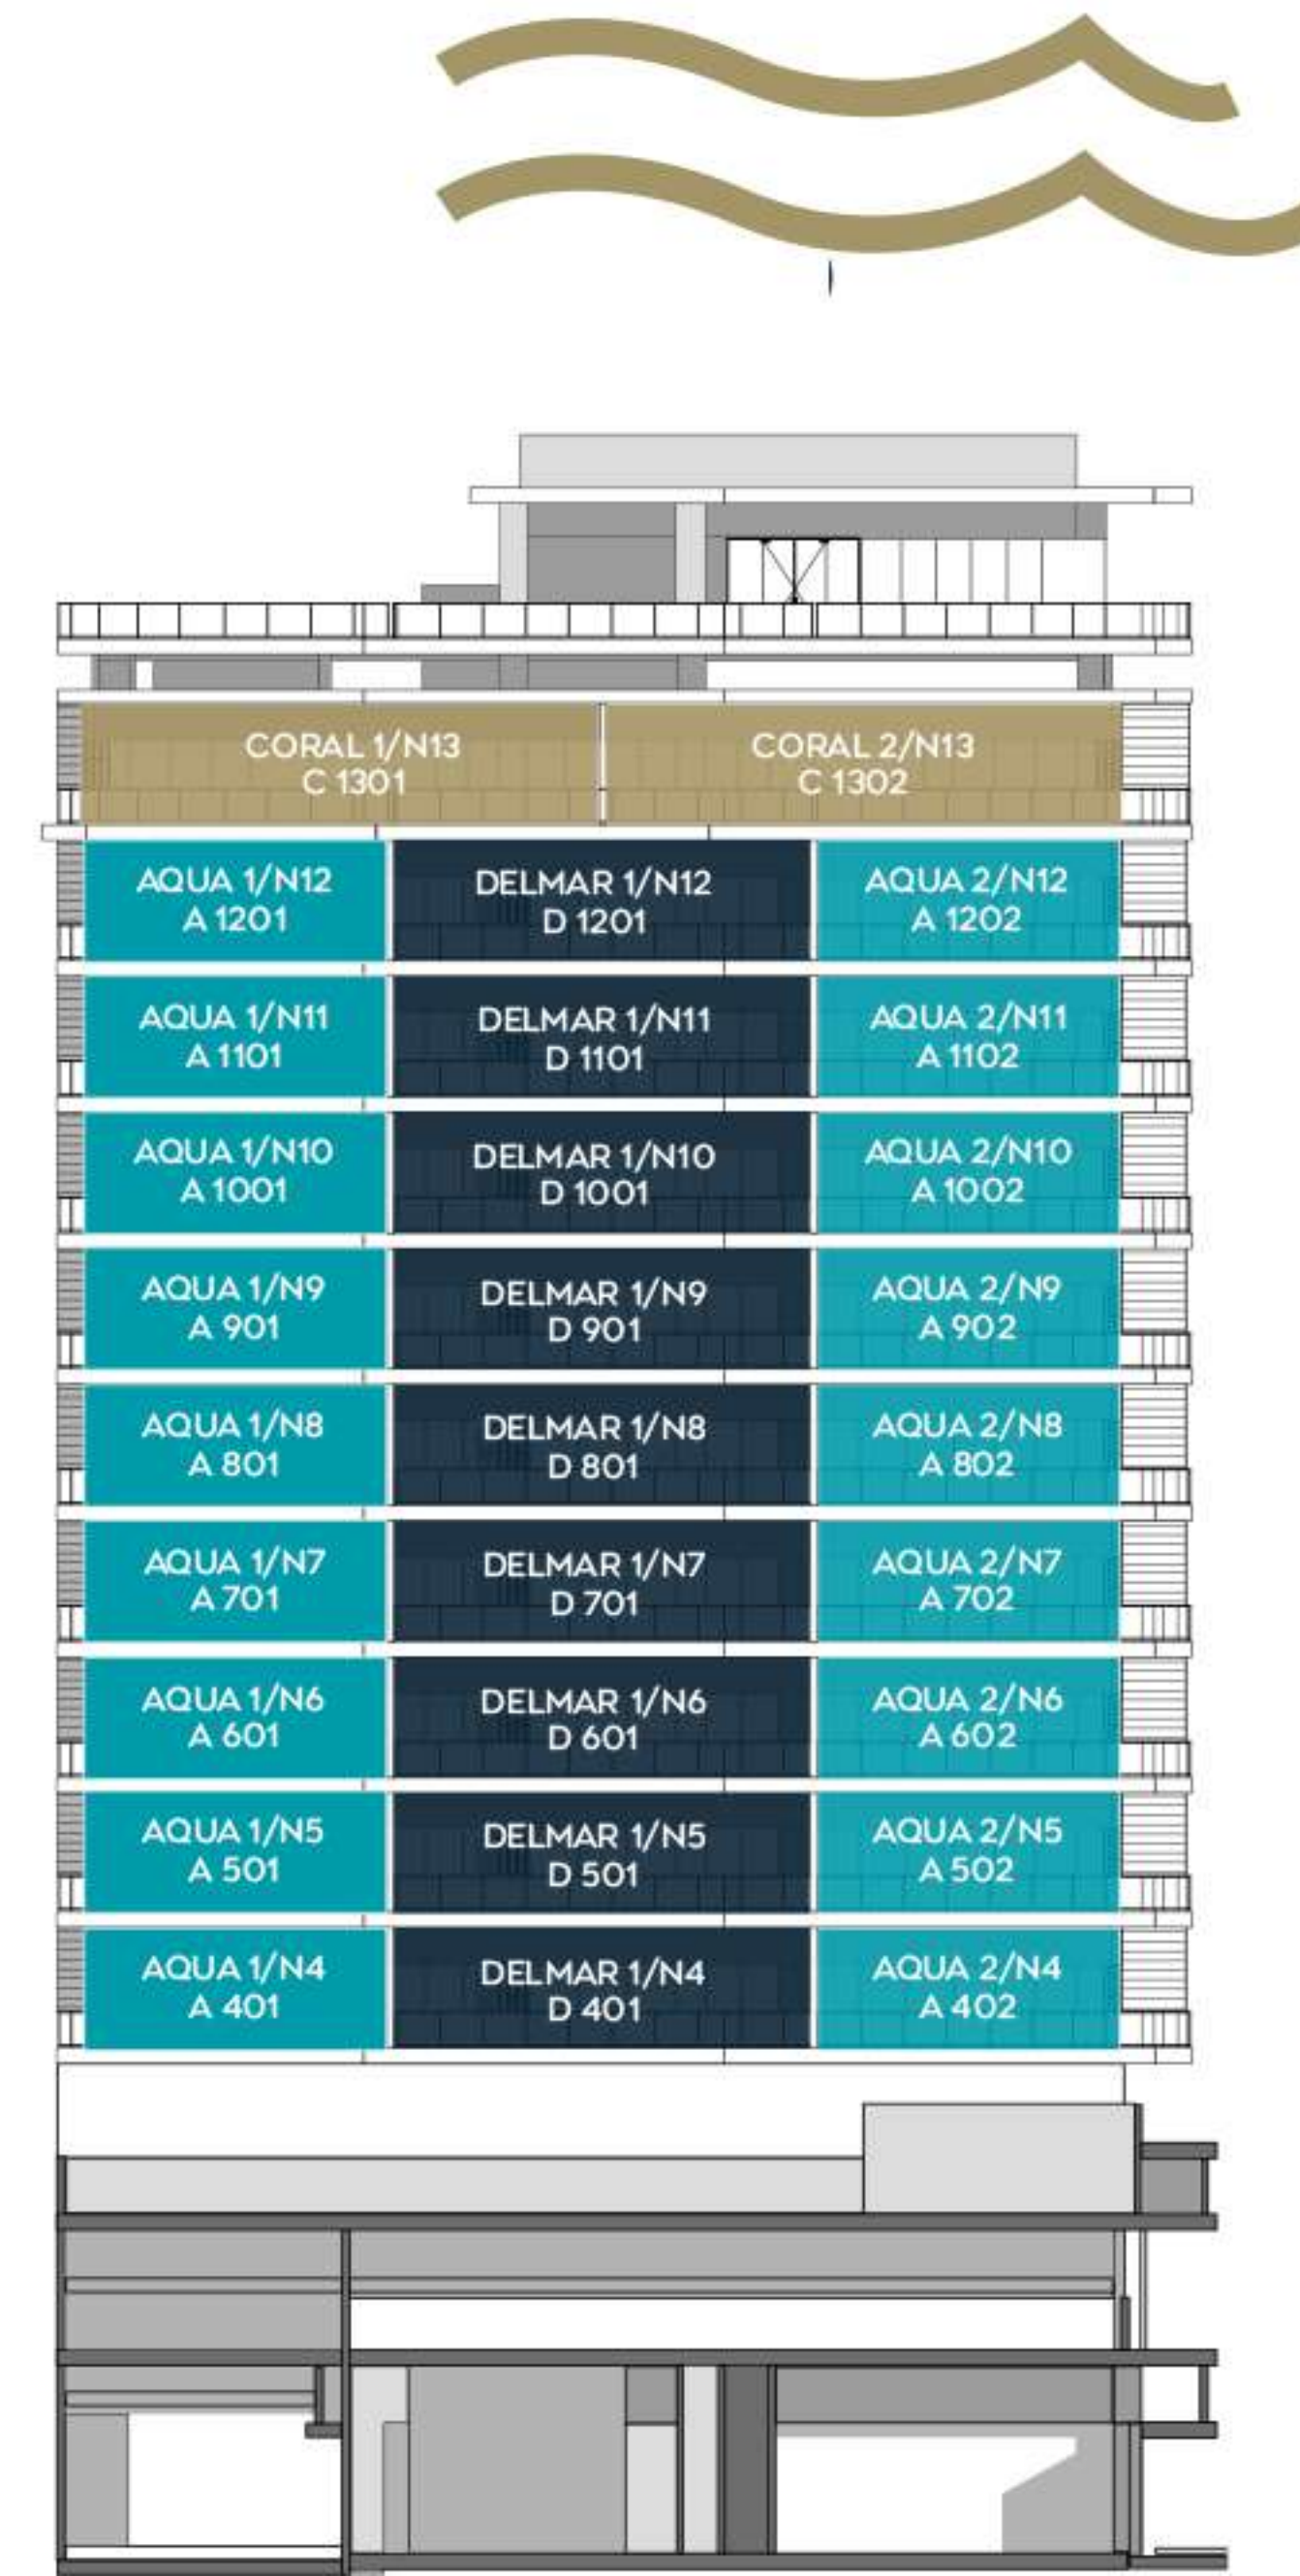 CORAL 1/N13
C 1301
CORAL 2/N13
C 1302
AQUA 1/N12
A 1201
DELMAR 1/N12
D 1201
AQUA 2/N12
A 1202
AQUA 1/N11
A 1101
DELMAR 1/N11
D 1101
AQUA 2/N11
A 1102
AQUA 1/N10
A 1001
DELMAR 1/N10
D 1001
AQUA 2/N10
A 1002
AQUA 1/N9
A 901
DELMAR 1/N9
D 901
AQUA 2/N9
A 902
AQUA 1/N8
A 801
DELMAR 1/N8
D 801
AQUA 2/N8
A 802
AQUA 1/N7
A 701
DELMAR 1/N7
D 701
AQUA 2/N7
A 702
AQUA 1/N6
A 601
DELMAR 1/N6
D 601
AQUA 2/N6
A 602
AQUA 1/N5
A 501
DELMAR 1/N5
D 501
AQUA 2/N5
A 502
AQUA 1/N4
A 401
DELMAR 1/N4
D 401
AQUA 2/N4
A 402